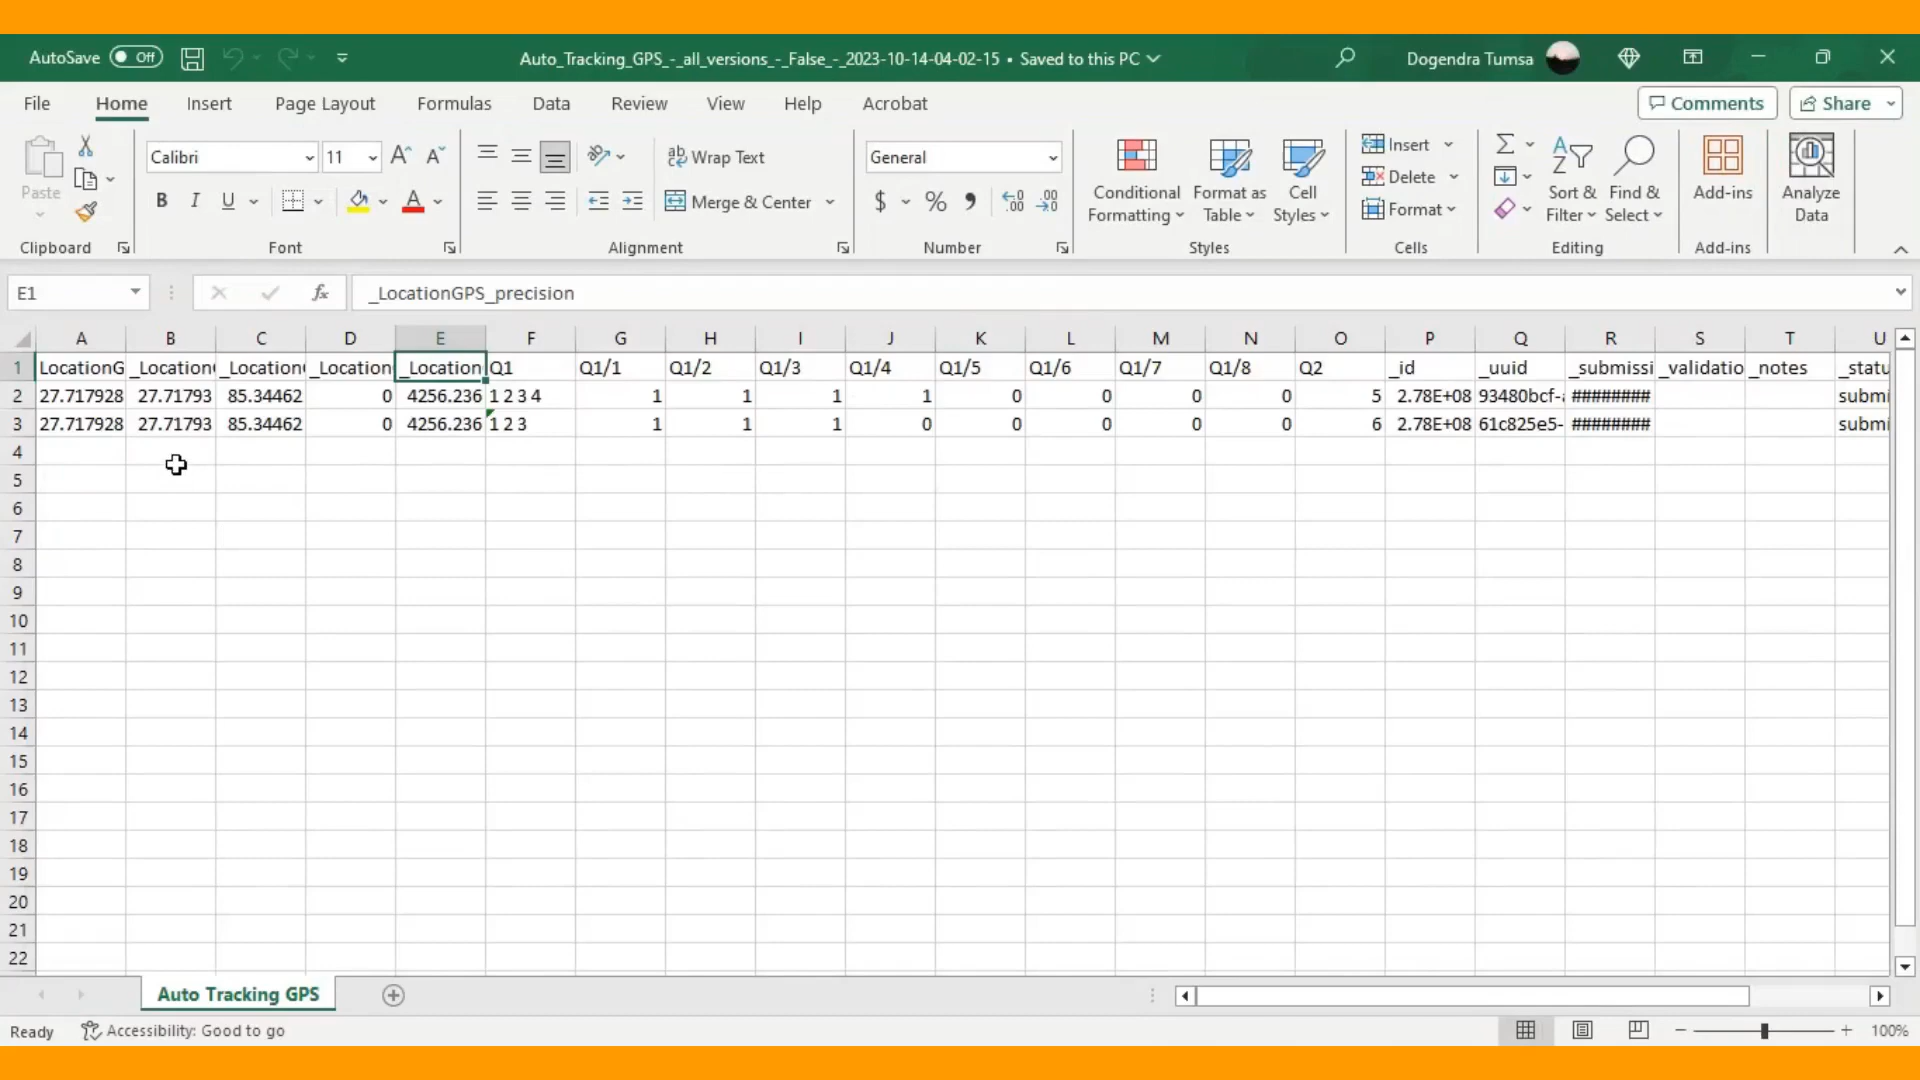 AutoSave Off Auto_Tracking_GPS_-_all_versions_-_False_-_2023-10-14-04-02-15 • Saved to this PC Dogendra Tumsa
File Home Insert Page Layout Formulas Data Review View Help Acrobat Comments Share
Paste Calibri 11 Wrap Text General Conditional Formatting Format as Table Cell Styles Insert Sort & Filter Find & Select Add-ins Analyze Data
B I U Merge & Center $ % Delete
Format
Clipboard Font Alignment Number Styles Cells Editing Add-ins
E1 fx _LocationGPS_precision
A B C D E F G H I J K L M N O P Q R S T U
1 LocationG _Location _Location _Location _Location Q1 Q1/1 Q1/2 Q1/3 Q1/4 Q1/5 Q1/6 Q1/7 Q1/8 Q2 _id _uuid _submissi _validatio _notes _statu
2 27.717928 27.71793 85.34462 0 4256.236 1 2 3 4 1 1 1 1 0 0 0 0 5 2.78E+08 93480bcf- ######## submi
3 27.717928 27.71793 85.34462 0 4256.236 1 2 3 1 1 1 0 0 0 0 0 6 2.78E+08 61c825e5- ######## submi
4
5
6
7
8
9
10
11
12
13
14
15
16
17
18
19
20
21
22
Auto Tracking GPS
Ready Accessibility: Good to go 100%